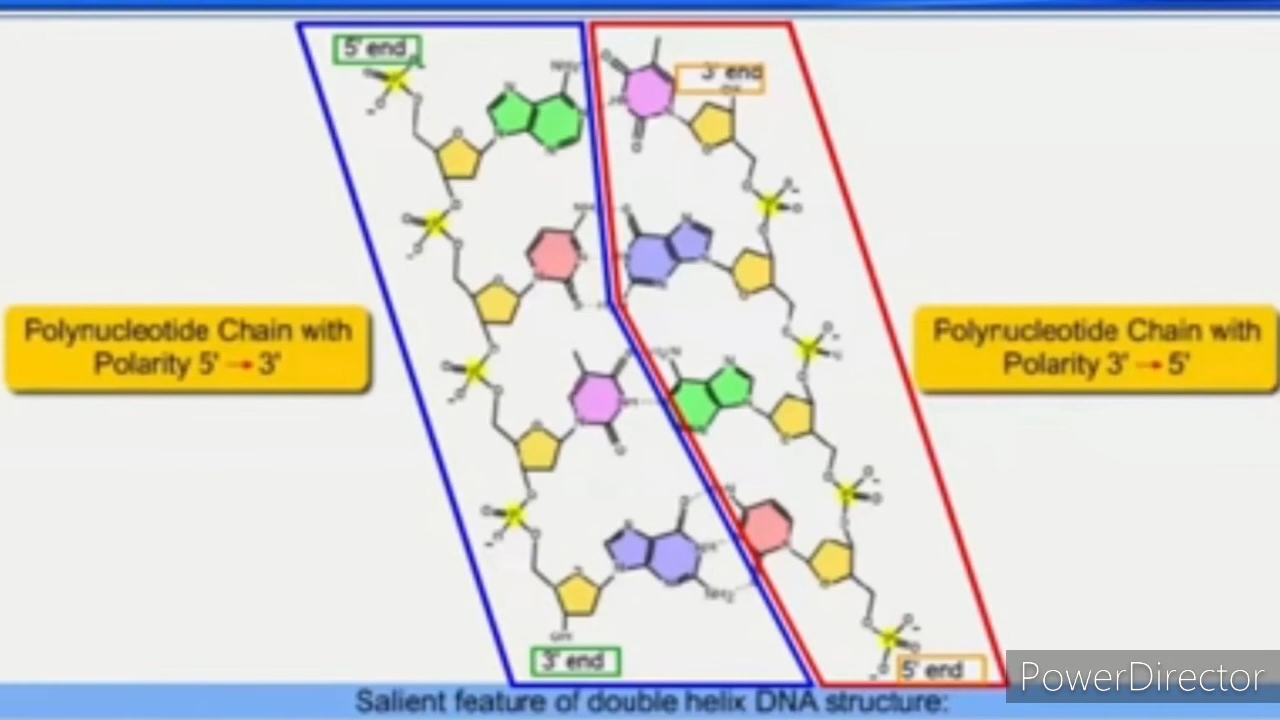 5' end
3' end
Polynucleotide Chain with
Polarity 5' → 3'
Polynucleotide Chain with
Polarity 3' → 5'
3' end
5' end
PowerDirector
Salient feature of double helix DNA structure: